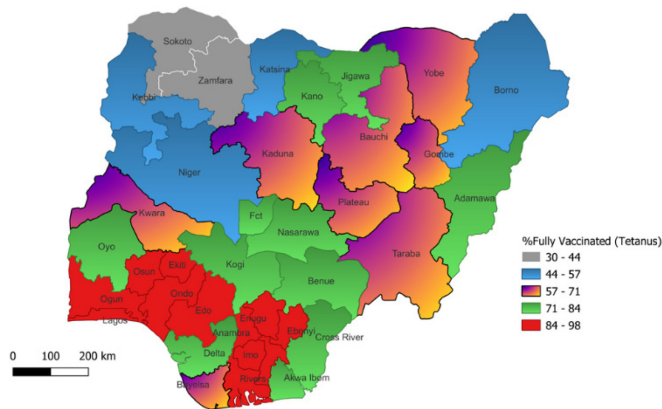 Sokoto
Zamfara
Katsina
Jigawa
Yobe
Borno
Kebbi
Kano
Bauchi
Gombe
Kaduna
Niger
Adamawa
Plateau
Kwara
Fct
Nasarawa
Taraba
Oyo
Kogi
Benue
Osun
Ekiti
Ogun
Ondo
Edo
Lagos
Enugu
Anamora
Ebonyi
Cross River
Delta
Imo
Bayelsa
Rivers
Akwa Ibom
%Fully Vaccinated (Tetanus)
30 - 44
44 - 57
57 - 71
71 - 84
84 - 98
0 100 200 km